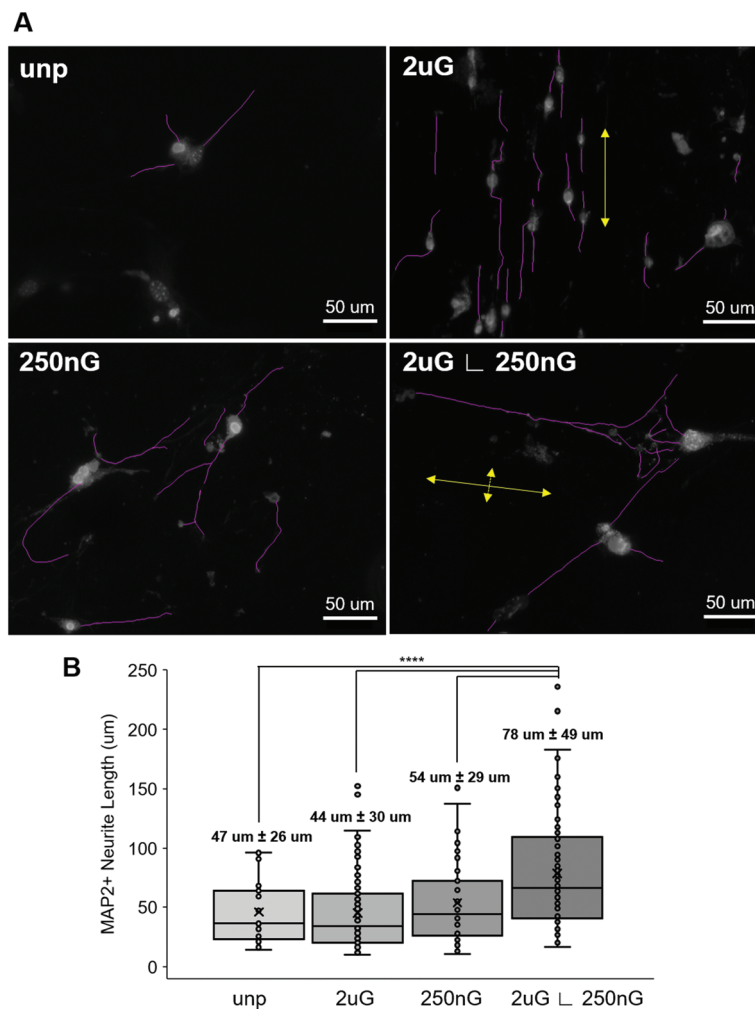 A
unp
2uG
50 um
50 um
250nG
2uG ∟ 250nG
50 um
50 um
B
MAP2+ Neurite Length (um)
250
200
150
100
50
0
****
47 um ± 26 um
44 um ± 30 um
54 um ± 29 um
78 um ± 49 um
unp
2uG
250nG
2uG ∟ 250nG